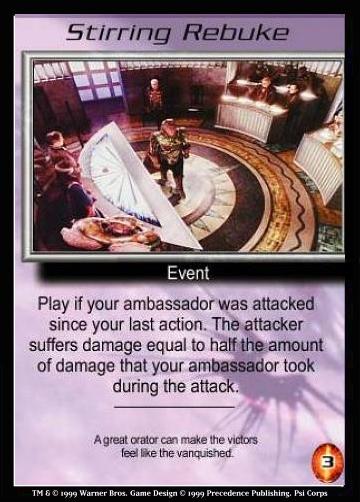 Stirring Rebuke
Event
Play if your ambassador was attacked
since your last action. The attacker
suffers damage equal to half the amount
of damage that your ambassador took
during the attack.
A great orator can make the victors
feel like the vanquished.
3
TM & © 1999 Warner Bros. Game Design © 1999 Precedence Publishing. Psi Corps